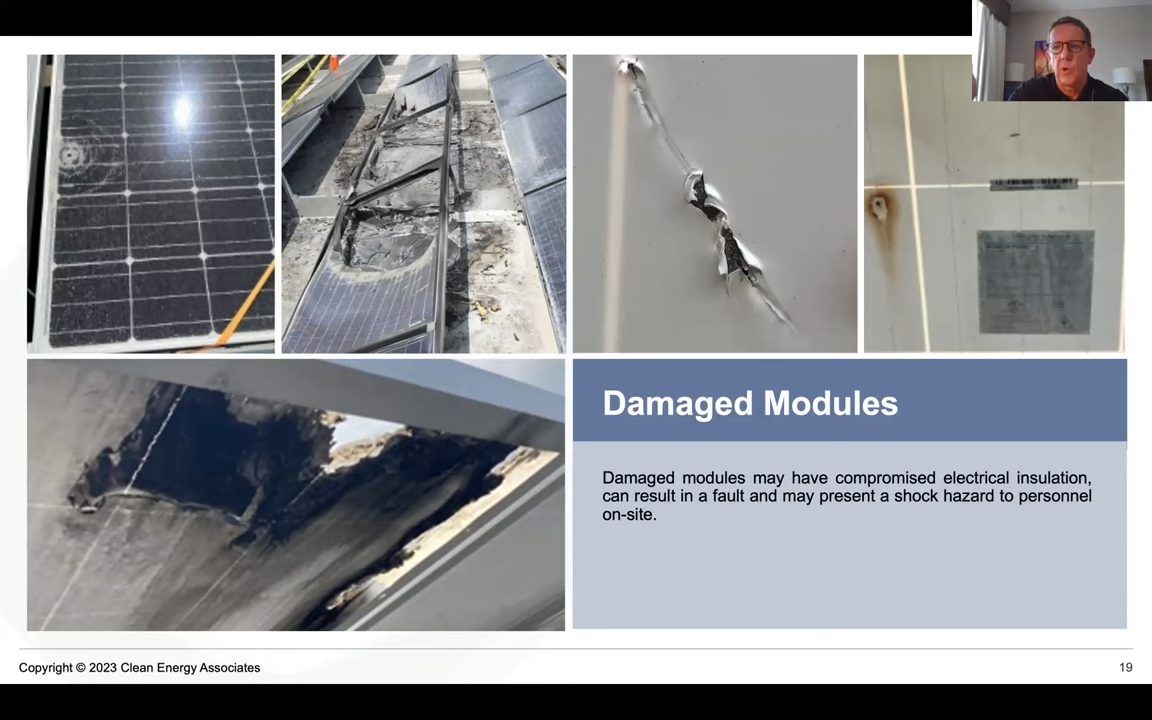 Damaged Modules
Damaged modules may have compromised electrical insulation,
can result in a fault and may present a shock hazard to personnel
on-site.
Copyright © 2023 Clean Energy Associates
19